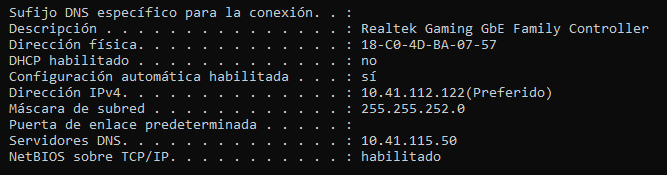 Sufijo DNS específico para la conexión. . :
Descripción . . . . . . . . . . . . . . . : Realtek Gaming GbE Family Controller
Dirección física. . . . . . . . . . . . . : 18-C0-4D-BA-07-57
DHCP habilitado . . . . . . . . . . . . . : no
Configuración automática habilitada . . . : sí
Dirección IPv4. . . . . . . . . . . . . . : 10.41.112.122(Preferido)
Máscara de subred . . . . . . . . . . . . : 255.255.252.0
Puerta de enlace predeterminada . . . . . :
Servidores DNS. . . . . . . . . . . . . . : 10.41.115.50
NetBIOS sobre TCP/IP. . . . . . . . . . . : habilitado